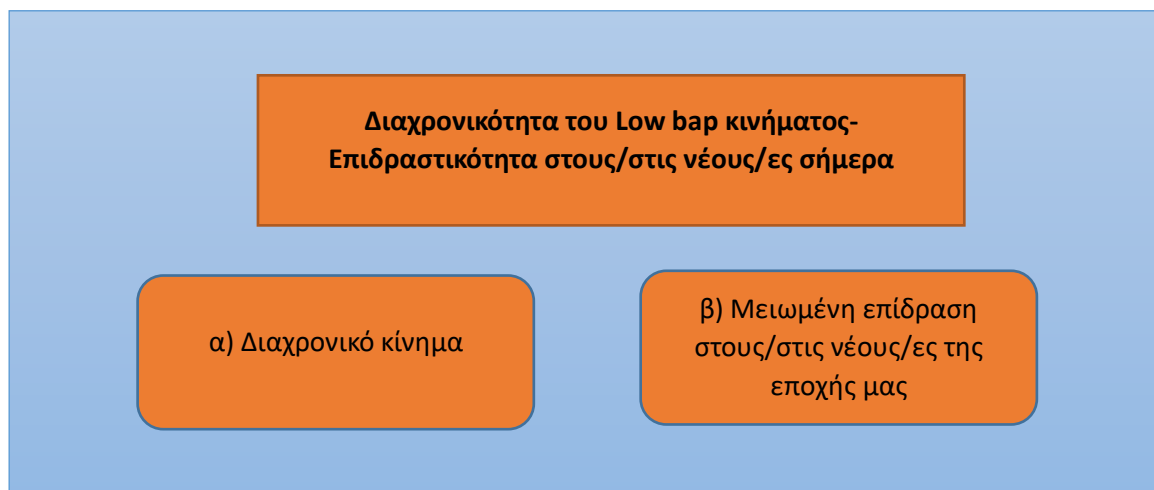 Διαχρονικότητα του Low bap κινήματος-
Επιδραστικότητα στους/στις νέους/ες σήμερα
α) Διαχρονικό κίνημα
β) Μειωμένη επίδραση
στους/στις νέους/ες της
εποχής μας